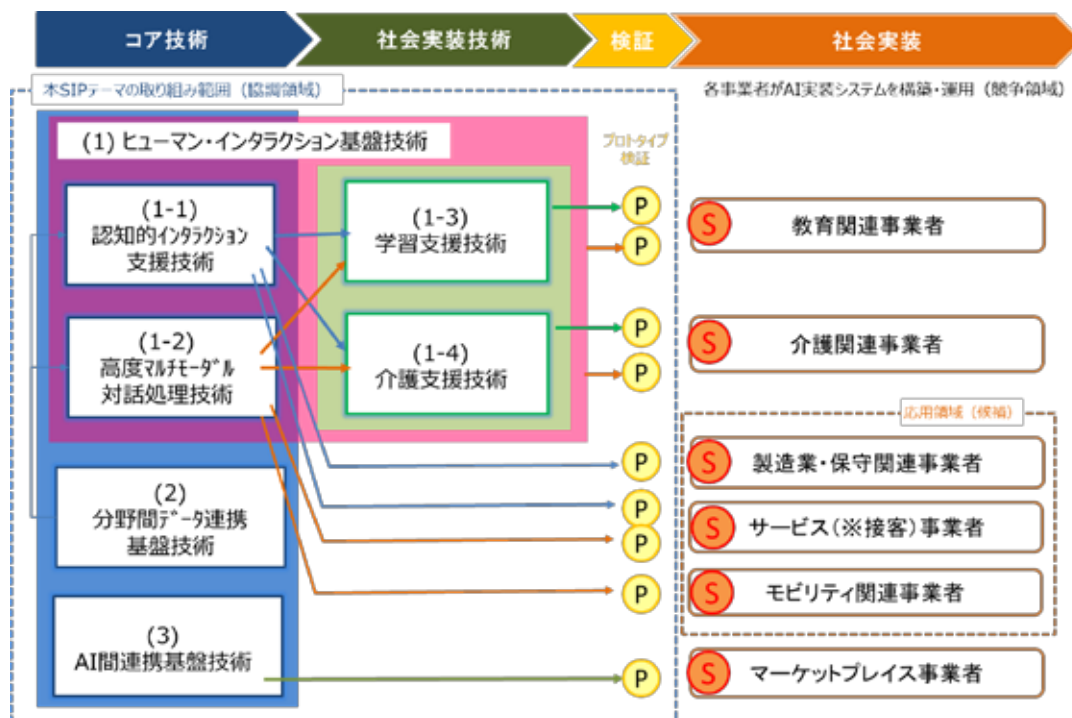 コア技術
社会実装技術
検証
社会実装
本SIPテーマの取り組み範囲(協調領域)
各事業者がAI実装システムを構築・運用(競争領域)
(1) ヒューマン・インタラクション基盤技術
プロトタイプ
検証
(1-1)
認知的インタラクション
支援技術
(1-3)
学習支援技術
P
P
S
教育関連事業者
(1-2)
高度マルチモーダル
対話処理技術
(1-4)
介護支援技術
P
P
S
介護関連事業者
応用領域(候補)
(2)
分野間データ連携
基盤技術
P
S
製造業・保守関連事業者
P
P
S
サービス(※接客)事業者
P
S
モビリティ関連事業者
(3)
AI間連携基盤技術
P
S
マーケットプレイス事業者